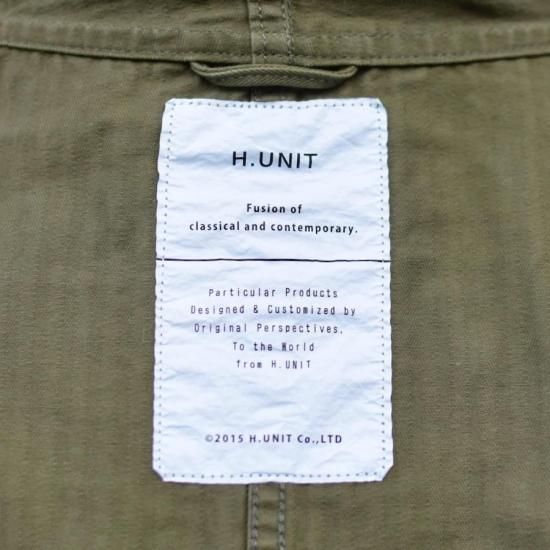 H.UNIT
Fusion of
classical and contemporary.
Particular Products
Designed & Customized by
Original Perspectives,
To the World
from H.UNIT
©2015 H.UNIT Co.,LTD